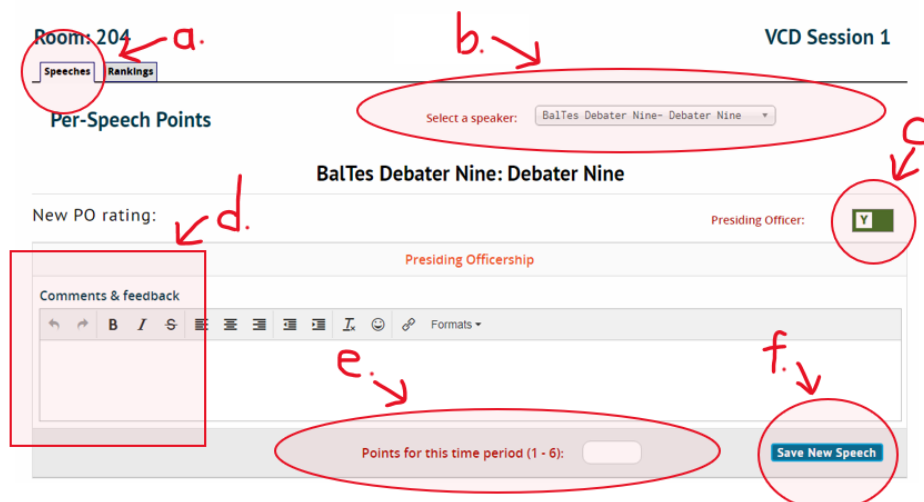 Room: 204 a. b. VCD Session 1
Speeches Rankings
Per-Speech Points Select a speaker: BalTes Debater Nine- Debater Nine c
BalTes Debater Nine: Debater Nine
New PO rating: d. Presiding Officer: Y
Presiding Officership
Comments & feedback
B I S Formats
e. f.
Points for this time period (1 - 6): Save New Speech